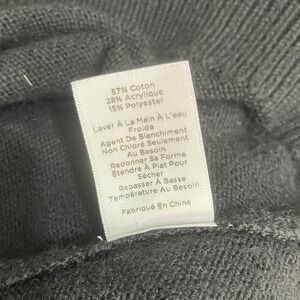 57% Coton
28% Acrylique
15% Polyester
Laver À La Main À L'eau
Froide
Agent De Blanchiment
Non Chloré Seulement
Au Besoin
Redonner Sa Forme
Étendre À Plat Pour
Sécher
Repasser À Basse
Température Au Besoin
Fabriqué En Chine